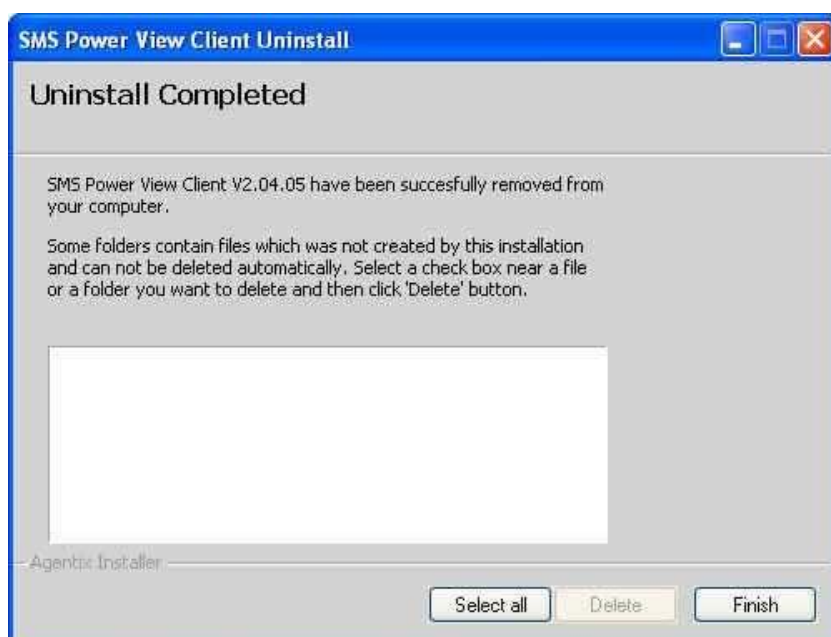 SMS Power View Client Uninstall
Uninstall Completed
SMS Power View Client V2.04.05 have been succesfully removed from
your computer.
Some folders contain files which was not created by this installation
and can not be deleted automatically. Select a check box near a file
or a folder you want to delete and then click 'Delete' button.
Agentix Installer
Select all Delete Finish